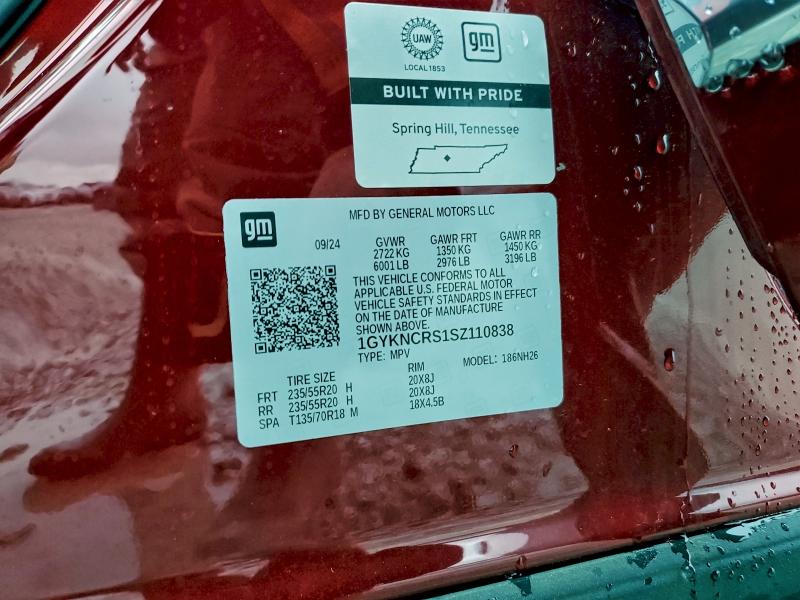 UAW
gm
LOCAL 1853
BUILT WITH PRIDE
Spring Hill, Tennessee
gm
MFD BY GENERAL MOTORS LLC
09/24 GVWR GAWR FRT GAWR RR
2722 KG 1350 KG 1450 KG
6001 LB 2976 LB 3196 LB
THIS VEHICLE CONFORMS TO ALL
APPLICABLE U.S. FEDERAL MOTOR
VEHICLE SAFETY STANDARDS IN EFFECT
ON THE DATE OF MANUFACTURE
SHOWN ABOVE.
1GYKNCRS1SZ110838
TYPE: MPV MODEL: 186NH26
TIRE SIZE RIM
FRT 235/55R20 H 20X8J
RR 235/55R20 H 20X8J
SPA T135/70R18 M 18X4.5B